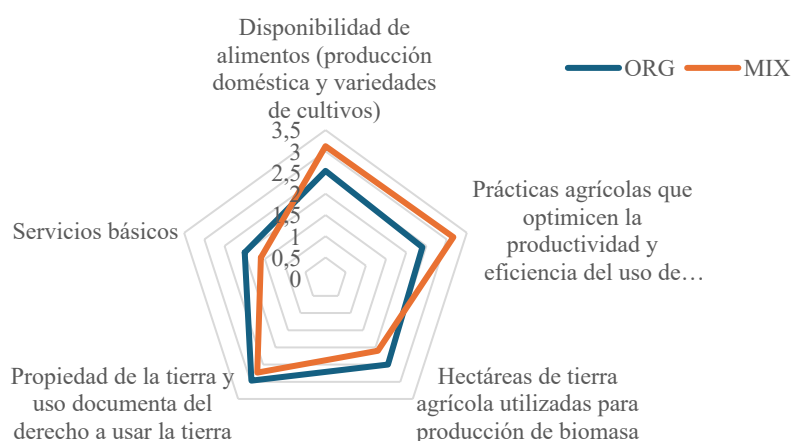 Disponibilidad de
alimentos (producción
doméstica y variedades
de cultivos)
ORG
MIX
3,5
3
2,5
2
1,5
1
0,5
0
Prácticas agrícolas que
optimicen la
productividad y
eficiencia del uso de…
Servicios básicos
Propiedad de la tierra y
uso documenta del
derecho a usar la tierra
Hectáreas de tierra
agrícola utilizadas para
producción de biomasa